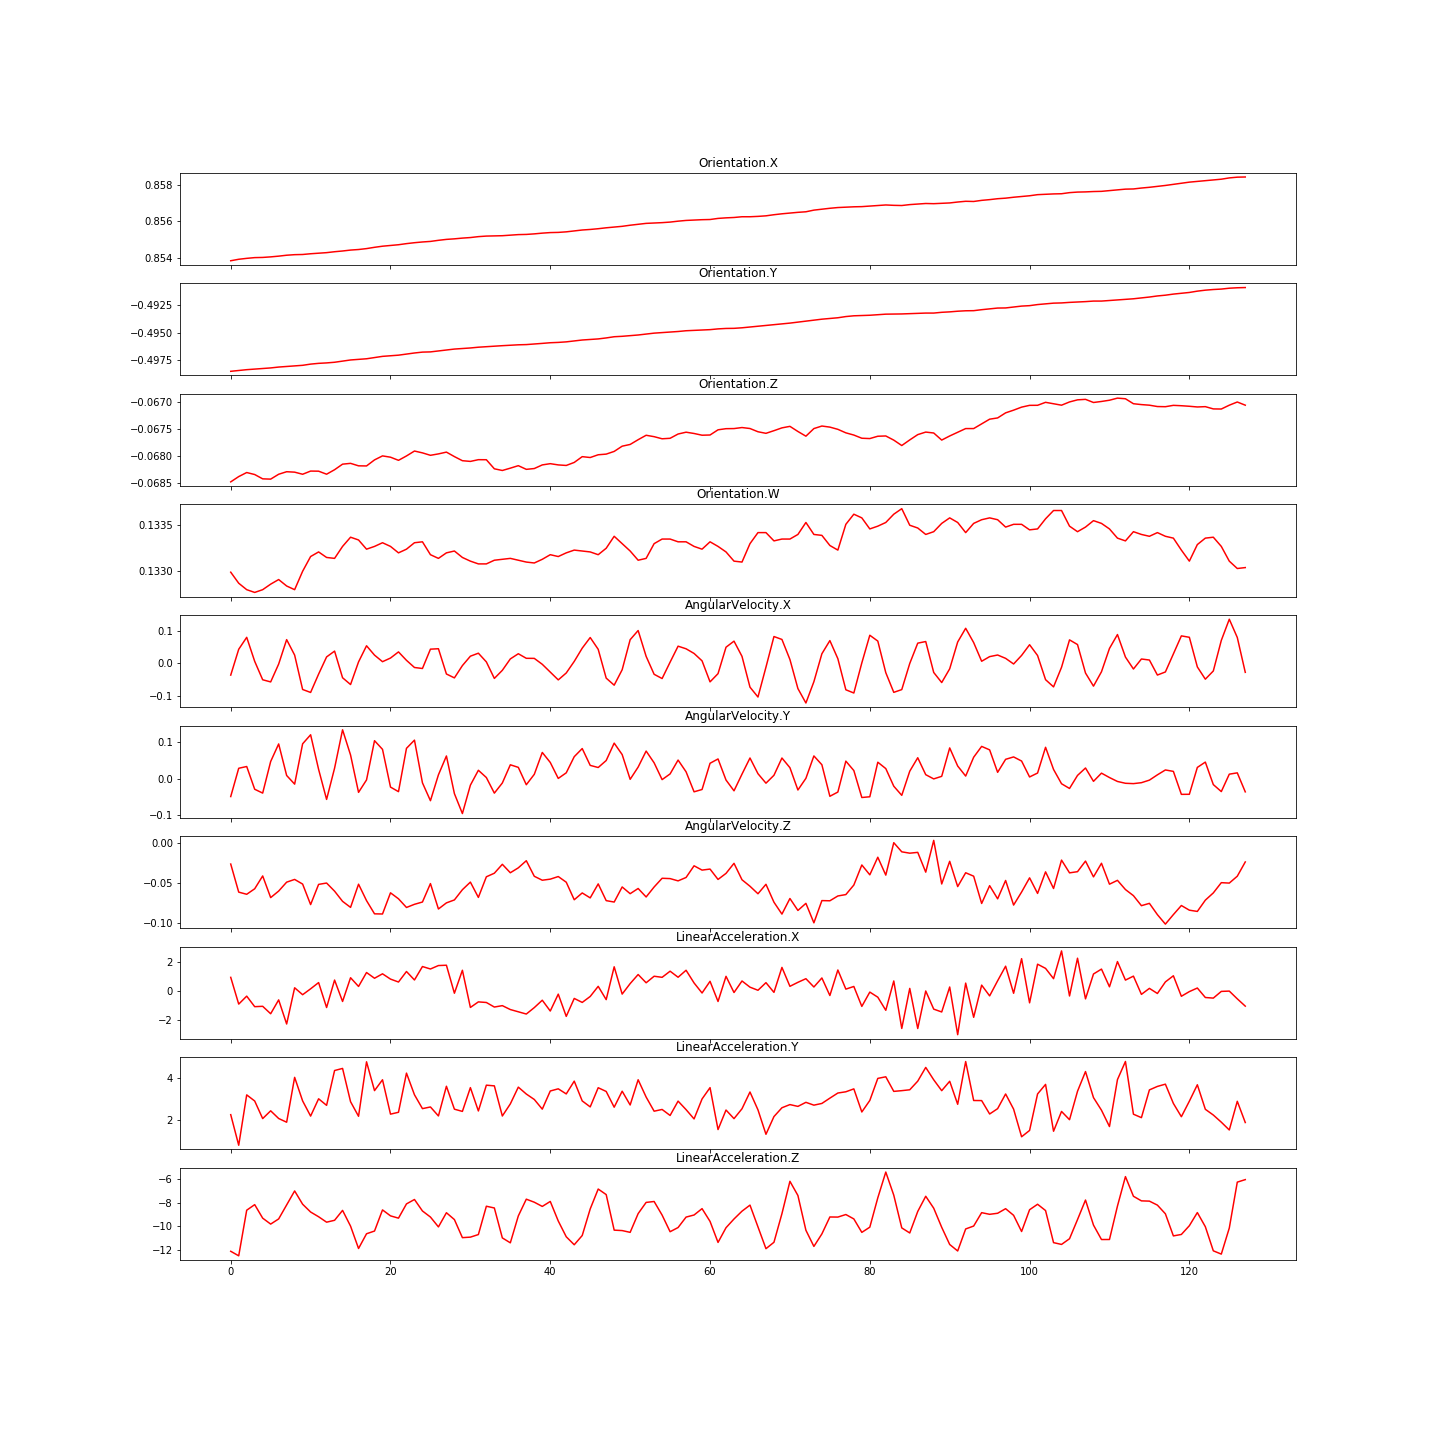 Orientation.X
0.858
0.856
0.854
Orientation.Y
−0.4925
−0.4950
−0.4975
Orientation.Z
−0.0670
−0.0675
−0.0680
−0.0685
Orientation.W
0.1335
0.1330
AngularVelocity.X
0.1
0.0
−0.1
AngularVelocity.Y
0.1
0.0
−0.1
AngularVelocity.Z
0.00
−0.05
−0.10
LinearAcceleration.X
2
0
−2
LinearAcceleration.Y
4
2
LinearAcceleration.Z
−6
−8
−10
−12
0 20 40 60 80 100 120